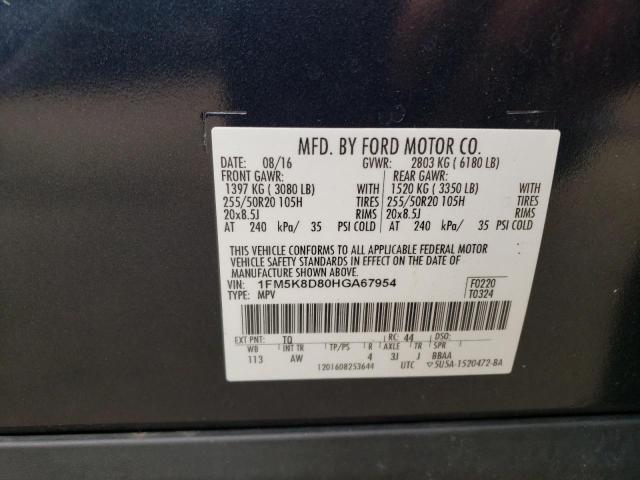 MFD. BY FORD MOTOR CO.
DATE: 08/16 GVWR: 2803 KG ( 6180 LB)
FRONT GAWR: REAR GAWR:
1397 KG ( 3080 LB) WITH 1520 KG ( 3350 LB) WITH
255/50R20 105H TIRES 255/50R20 105H TIRES
20x8.5J RIMS 20x8.5J RIMS
AT 240 kPa/ 35 PSI COLD AT 240 kPa/ 35 PSI COLD
THIS VEHICLE CONFORMS TO ALL APPLICABLE FEDERAL MOTOR
VEHICLE SAFETY STANDARDS IN EFFECT ON THE DATE OF
MANUFACTURE SHOWN ABOVE.
VIN: 1FM5K8D80HGA67954 F0220
TYPE: MPV T0324
EXT PNT: TQ RC: 44 DSO:
WB INT TR TP/PS R AXLE TR SPR
113 AW 4 3J J BBAA
1201608253644 UTC ▽5U5A-1520472-BA